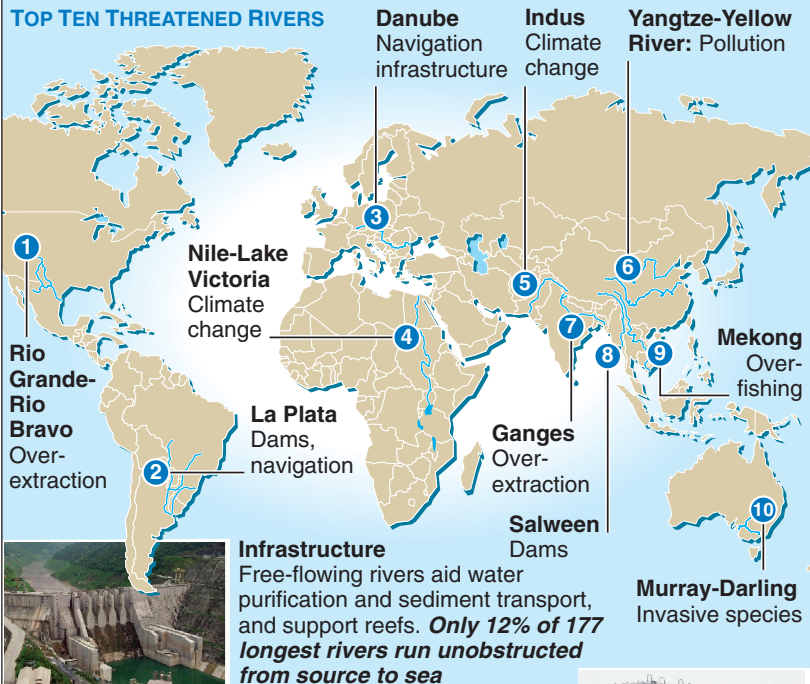 TOP TEN THREATENED RIVERS
Danube
Navigation
infrastructure
Indus
Climate
change
Yangtze-Yellow
River: Pollution
1
2
3
4
5
6
7
8
9
10
Nile-Lake
Victoria
Climate
change
Rio
Grande-
Rio
Bravo
Over-
extraction
La Plata
Dams,
navigation
Ganges
Over-
extraction
Salween
Dams
Mekong
Over-
fishing
Murray-Darling
Invasive species
Infrastructure
Free-flowing rivers aid water
purification and sediment transport,
and support reefs. Only 12% of 177
longest rivers run unobstructed
from source to sea